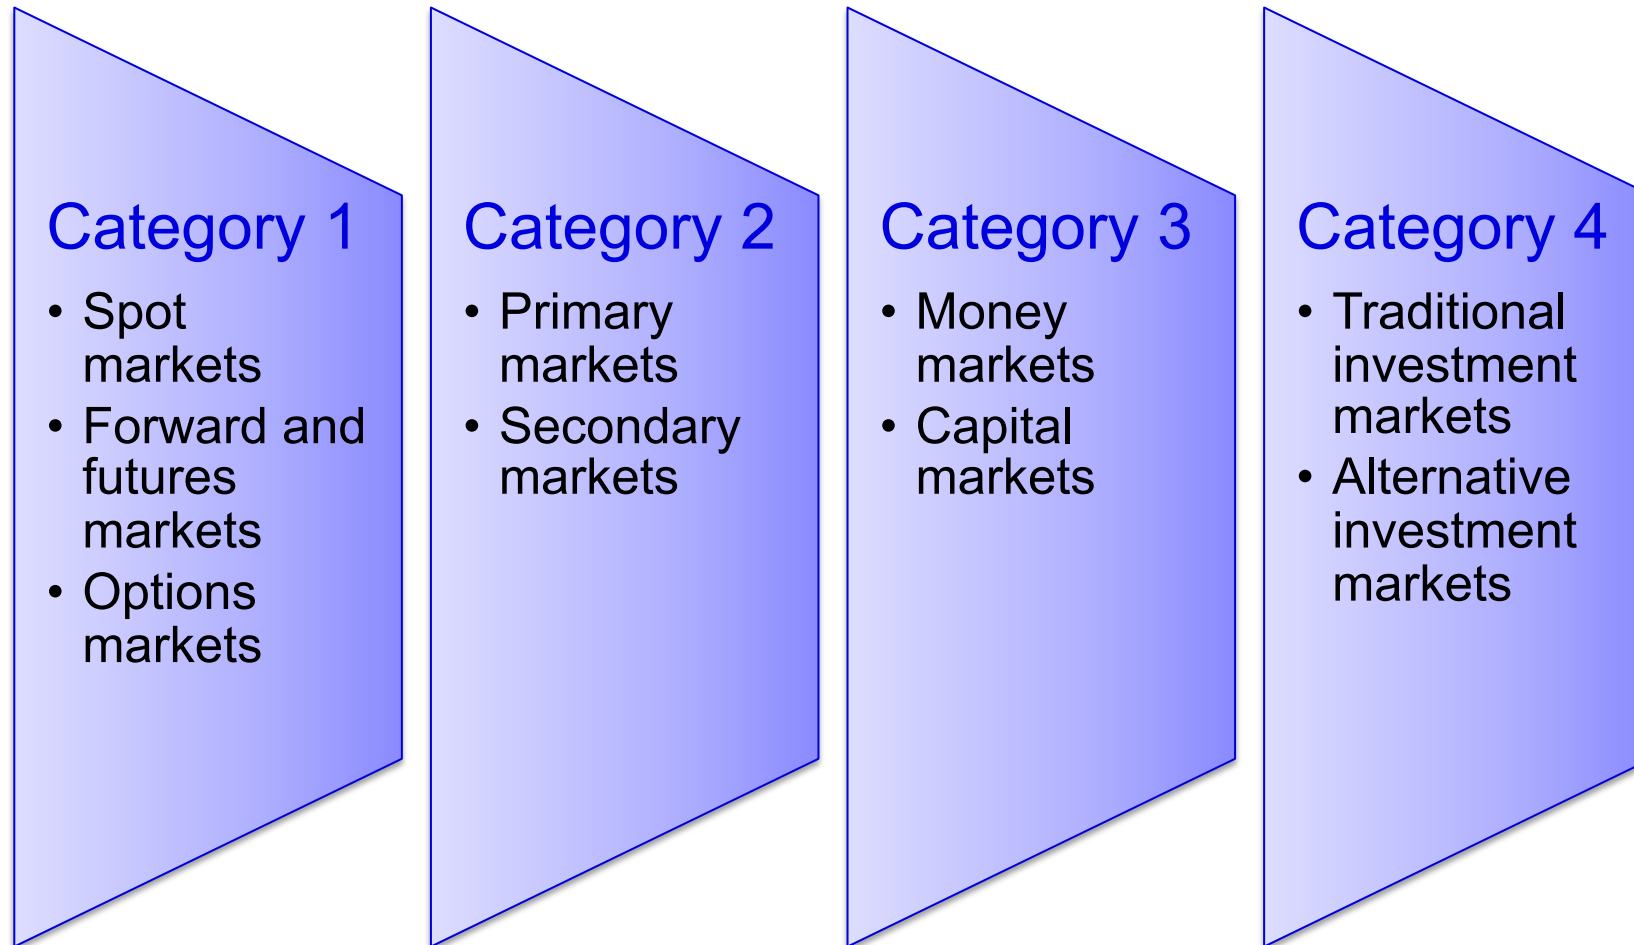 Category 1
• Spot
markets
• Forward and
futures
markets
• Options
markets
Category 2
• Primary
markets
• Secondary
markets
Category 3
• Money
markets
• Capital
markets
Category 4
• Traditional
investment
markets
• Alternative
investment
markets